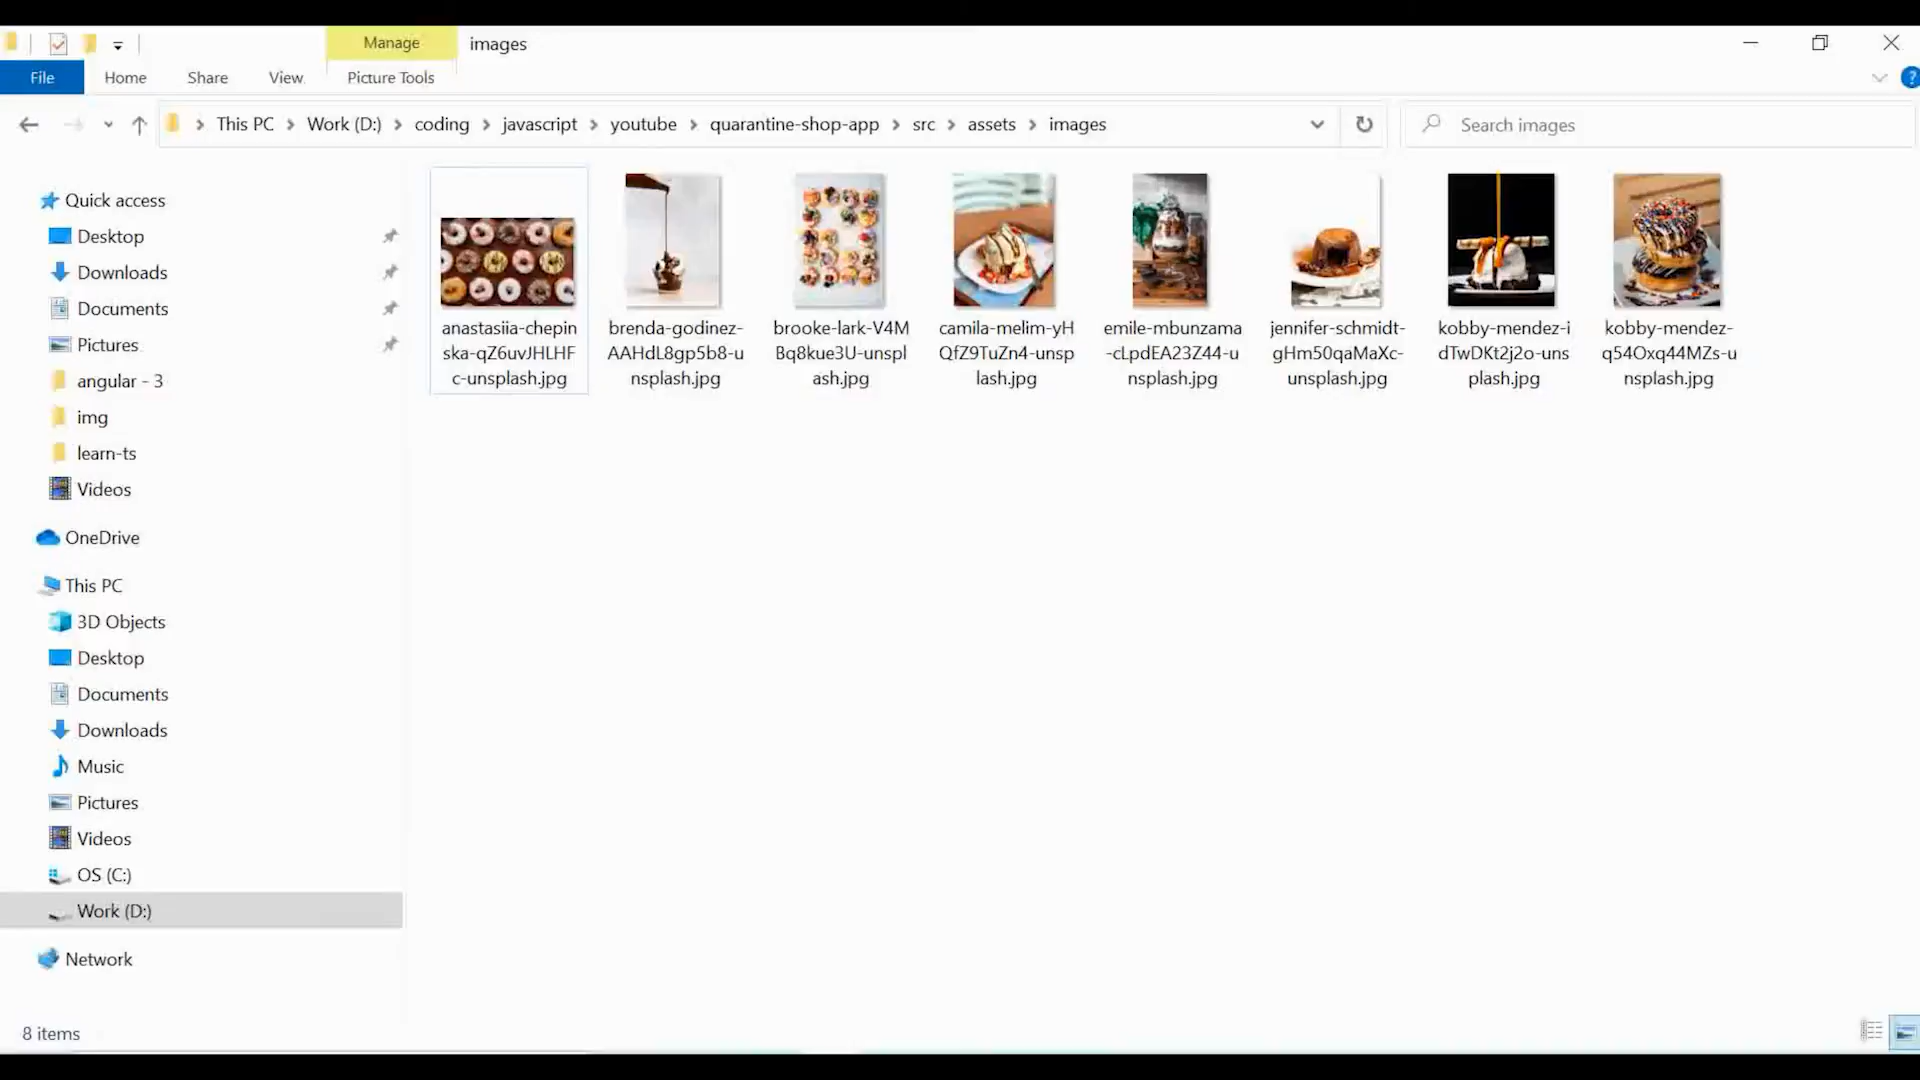 Manage
images
File
Home
Share
View
Picture Tools
This PC
Work (D:)
coding
javascript
youtube
quarantine-shop-app
src
assets
images
Search images
Quick access
Desktop
Downloads
Documents
Pictures
angular - 3
img
learn-ts
Videos
OneDrive
This PC
3D Objects
Desktop
Documents
Downloads
Music
Pictures
Videos
OS (C:)
Work (D:)
Network
anastasiia-chepin
ska-qZ6uvJHLHF
c-unsplash.jpg
brenda-godinez-
AAHdL8gp5b8-u
nsplash.jpg
brooke-lark-V4M
Bq8kue3U-unspl
ash.jpg
camila-melim-yH
QfZ9TuZn4-unsp
lash.jpg
emile-mbunzama
-cLpdEA23Z44-u
nsplash.jpg
jennifer-schmidt-
gHm50qaMaXc-
unsplash.jpg
kobby-mendez-i
dTwDKt2j2o-uns
plash.jpg
kobby-mendez-
q54Oxq44MZs-u
nsplash.jpg
8 items